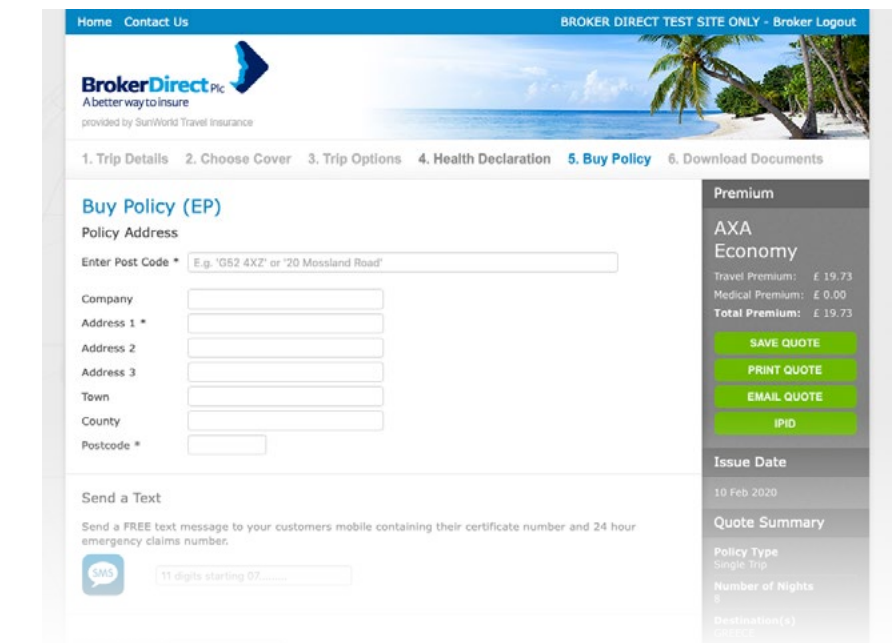 Home Contact Us
BROKER DIRECT TEST SITE ONLY - Broker Logout
BrokerDirect Plc
A better way to insure
provided by SunWorld Travel Insurance
1. Trip Details 2. Choose Cover 3. Trip Options 4. Health Declaration 5. Buy Policy 6. Download Documents
Buy Policy (EP)
Policy Address
Enter Post Code * E.g. 'G52 4XZ' or '20 Mossland Road'
Company
Address 1 *
Address 2
Address 3
Town
County
Postcode *
Send a Text
Send a FREE text message to your customers mobile containing their certificate number and 24 hour
emergency claims number.
SMS
11 digits starting 07........
Premium
AXA
Economy
Travel Premium: £ 19.73
Medical Premium: £ 0.00
Total Premium: £ 19.73
SAVE QUOTE
PRINT QUOTE
EMAIL QUOTE
IPID
Issue Date
10 Feb 2020
Quote Summary
Policy Type
Single Trip
Number of Nights
8
Destination(s)
GREECE